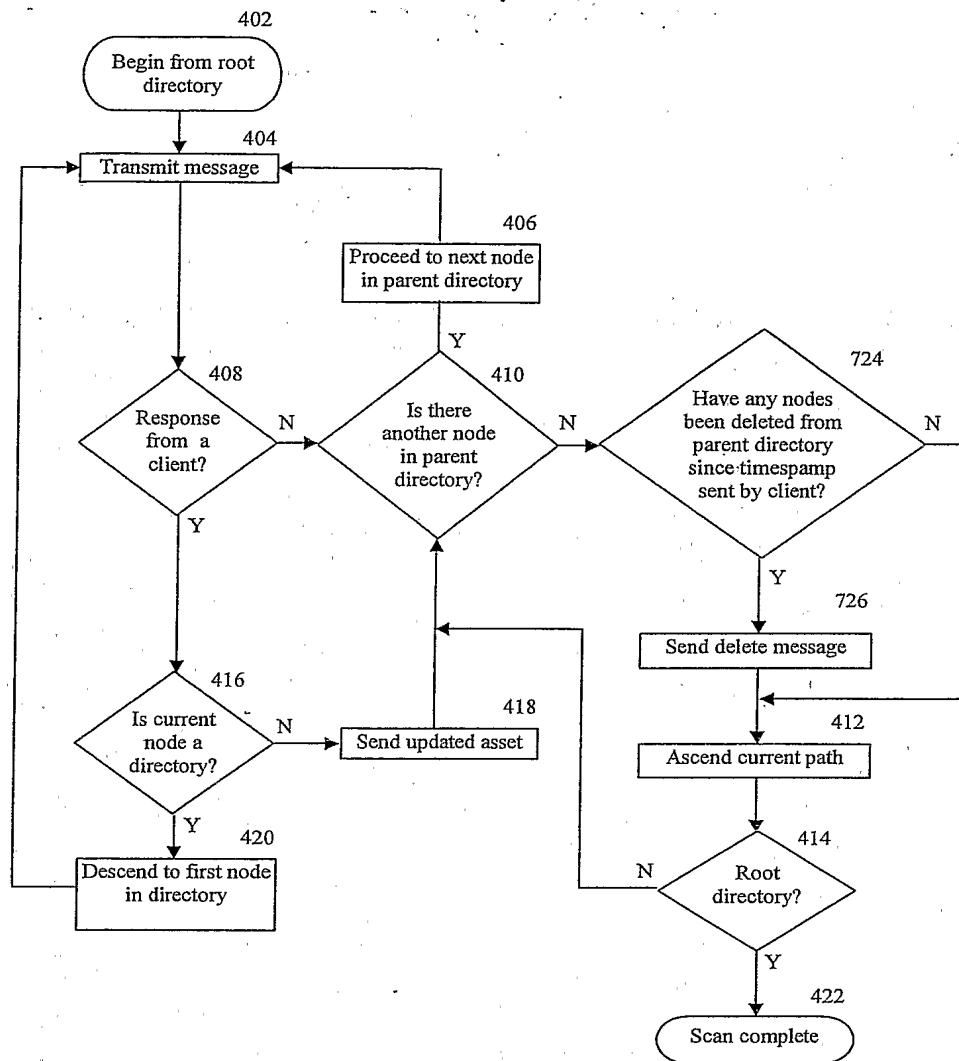 402
Begin from root
directory
404
Transmit message
406
Proceed to next node
in parent directory
Y
408
Response
from a
client?
N
Y
410
Is there
another node
in parent
directory?
N
724
Have any nodes
been deleted from
parent directory
since timespamp
sent by client?
N
Y
726
Send delete message
416
Is current
node a
directory?
N
Y
418
Send updated asset
412
Ascend current path
420
Descend to first node
in directory
414
Root
directory?
N
Y
422
Scan complete